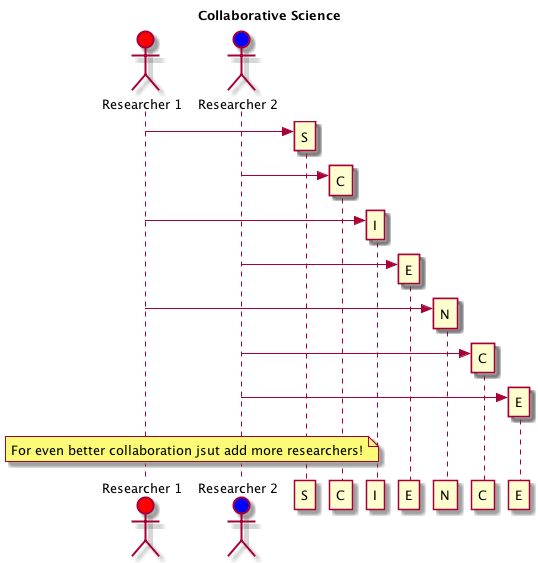 Collaborative Science
Researcher 1 Researcher 2
S
C
I
E
N
C
E
For even better collaboration jsut add more researchers!
Researcher 1 Researcher 2 S C I E N C E